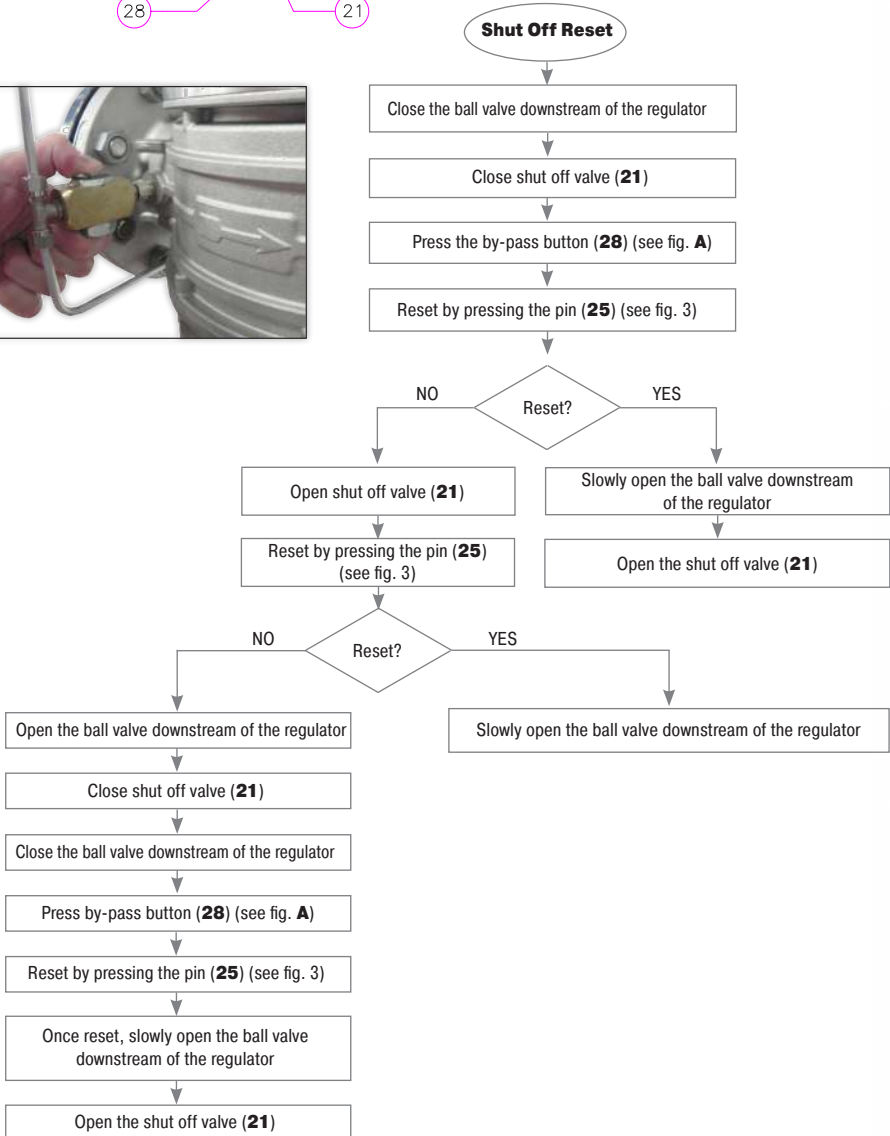 28
21
Shut Off Reset
Close the ball valve downstream of the regulator
Close shut off valve (21)
Press the by-pass button (28) (see fig. A)
Reset by pressing the pin (25) (see fig. 3)
Reset?
NO
YES
Open shut off valve (21)
Reset by pressing the pin (25)
(see fig. 3)
Slowly open the ball valve downstream
of the regulator
Open the shut off valve (21)
Reset?
NO
YES
Open the ball valve downstream of the regulator
Close shut off valve (21)
Close the ball valve downstream of the regulator
Press by-pass button (28) (see fig. A)
Reset by pressing the pin (25) (see fig. 3)
Once reset, slowly open the ball valve
downstream of the regulator
Open the shut off valve (21)
Slowly open the ball valve downstream of the regulator